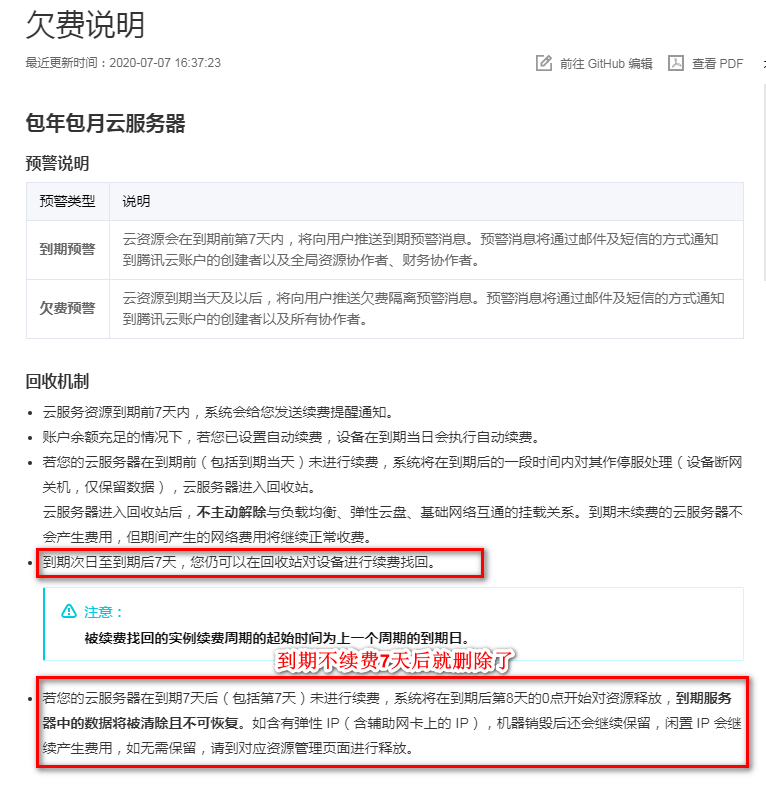 欠费说明
最近更新时间：2020-07-07 16:37:23
前往 GitHub 编辑
查看 PDF
包年包月云服务器
预警说明
预警类型 说明
到期预警 云资源会在到期前第7天内，将向用户推送到期预警消息。预警消息将通过邮件及短信的方式通知
到腾讯云账户的创建者以及全局资源协作者、财务协作者。
欠费预警 云资源到期当天及以后，将向用户推送欠费隔离预警消息。预警消息将通过邮件及短信的方式通知
到腾讯云账户的创建者以及所有协作者。
回收机制
• 云服务资源到期前7天内，系统会给您发送续费提醒通知。
• 账户余额充足的情况下，若您已设置自动续费，设备在到期当日会执行自动续费。
• 若您的云服务器在到期前（包括到期当天）未进行续费，系统将在到期后的一段时间内对其作停服处理（设备断网
关机，仅保留数据），云服务器进入回收站。
云服务器进入回收站后，不主动解除与负载均衡、弹性云盘、基础网络互通的挂载关系。到期未续费的云服务器不
会产生费用，但期间产生的网络费用将继续正常收费。
• 到期次日至到期后7天，您仍可以在回收站对设备进行续费找回。
注意：
被续费找回的实例续费周期的起始时间为上一个周期的到期日。
到期不续费7天后就删除了
• 若您的云服务器在到期7天后（包括第7天）未进行续费，系统将在到期后第8天的0点开始对资源释放，到期服务
器中的数据将被清除且不可恢复。如含有弹性 IP（含辅助网卡上的 IP），机器销毁后还会继续保留，闲置 IP 会继
续产生费用，如无需保留，请到对应资源管理页面进行释放。